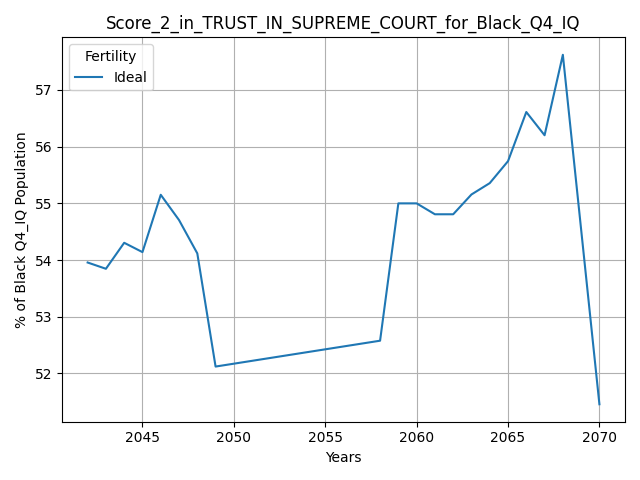 Score_2_in_TRUST_IN_SUPREME_COURT_for_Black_Q4_IQ
Fertility
Ideal
57
56
55
54
53
52
% of Black Q4_IQ Population
2045 2050 2055 2060 2065 2070
Years